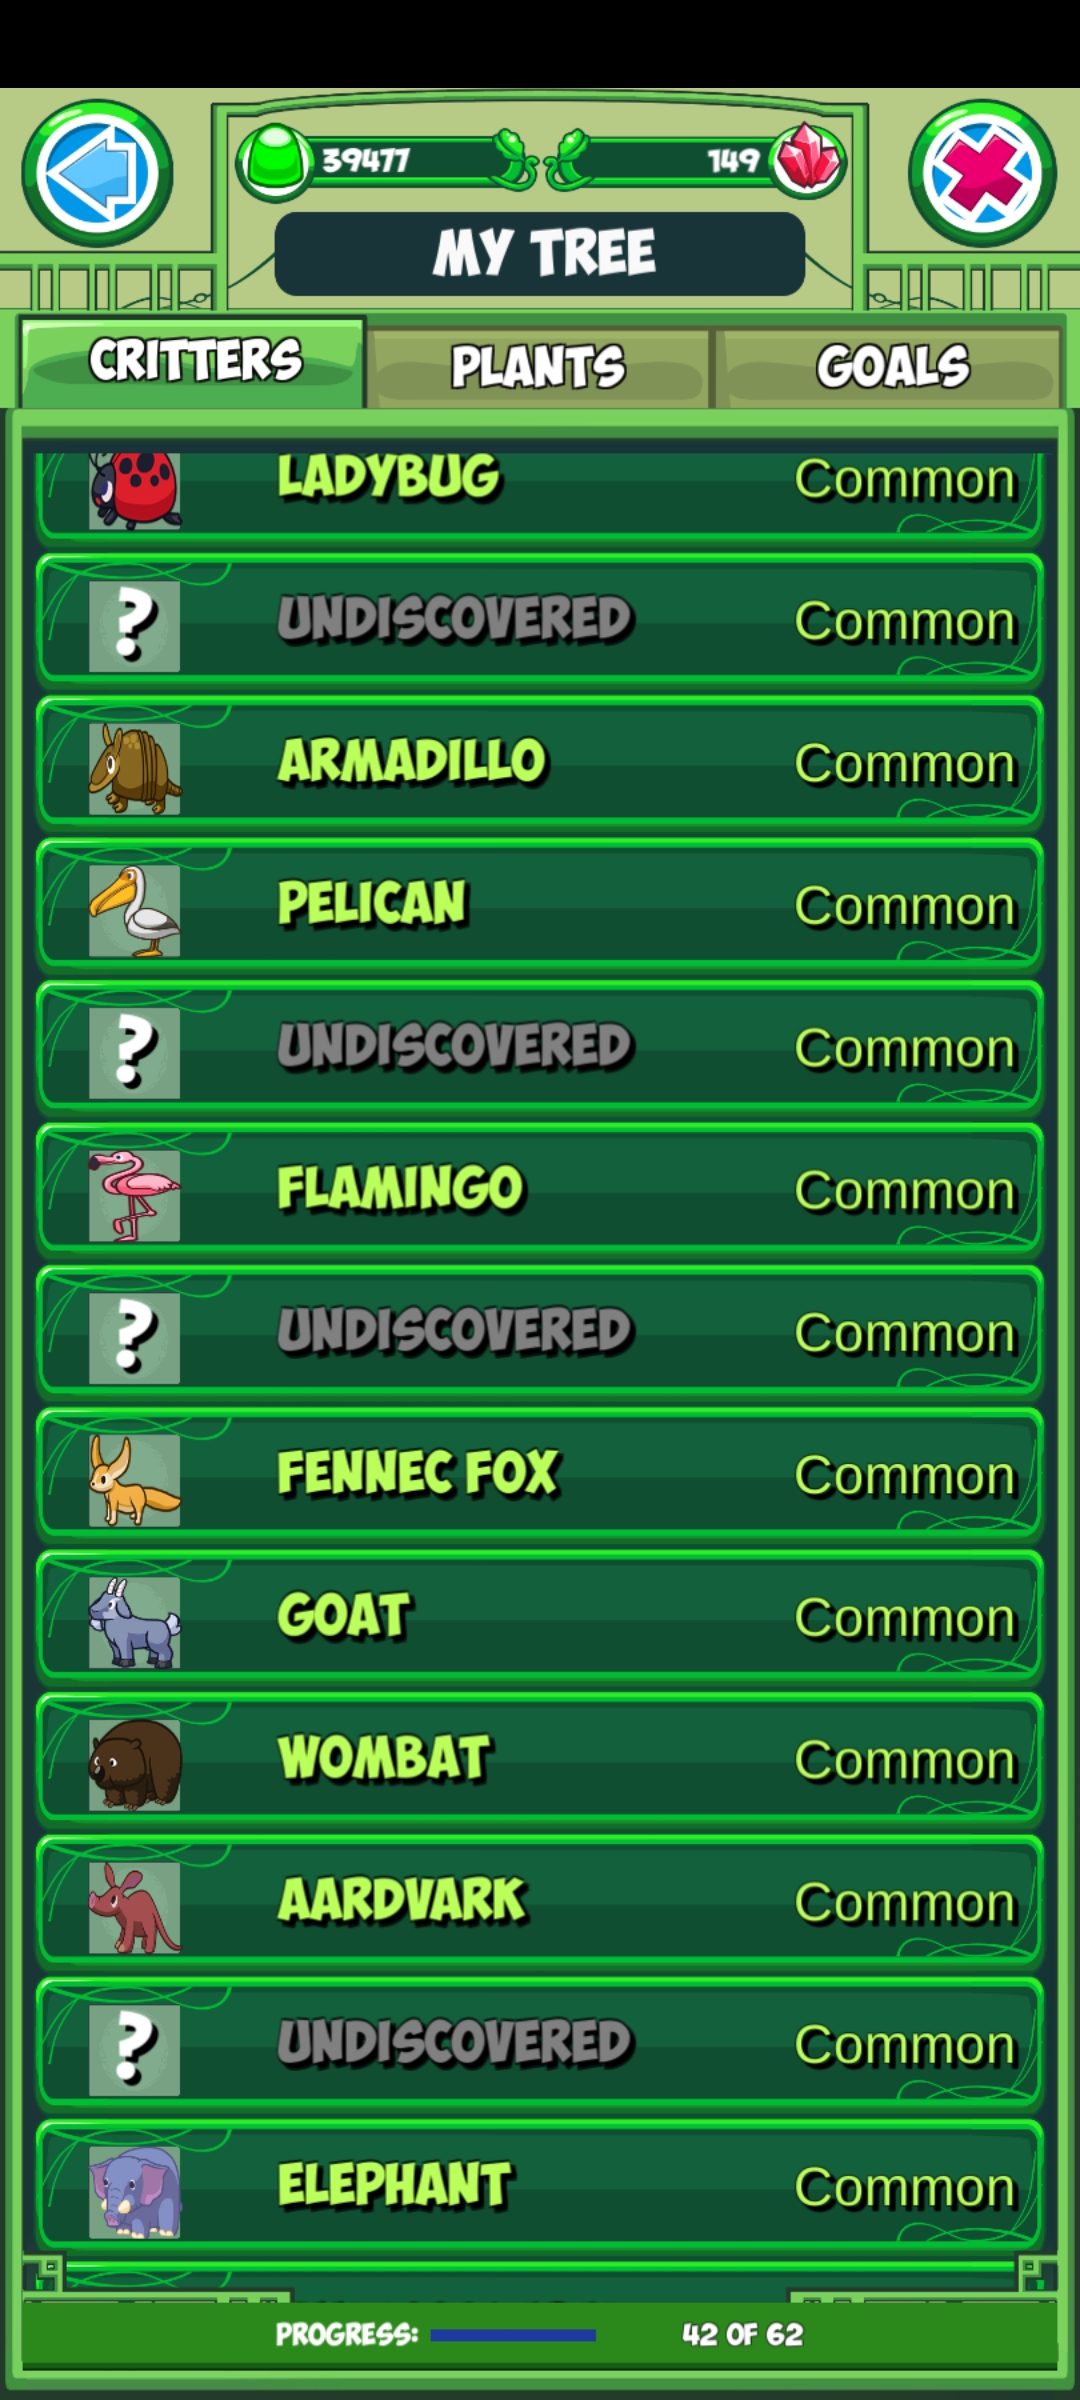 39477
149
MY TREE
CRITTERS
PLANTS
GOALS
LADYBUG Common
? UNDISCOVERED Common
ARMADILLO Common
PELICAN Common
? UNDISCOVERED Common
FLAMINGO Common
? UNDISCOVERED Common
FENNEC FOX Common
GOAT Common
WOMBAT Common
AARDVARK Common
? UNDISCOVERED Common
ELEPHANT Common
PROGRESS: 42 OF 62